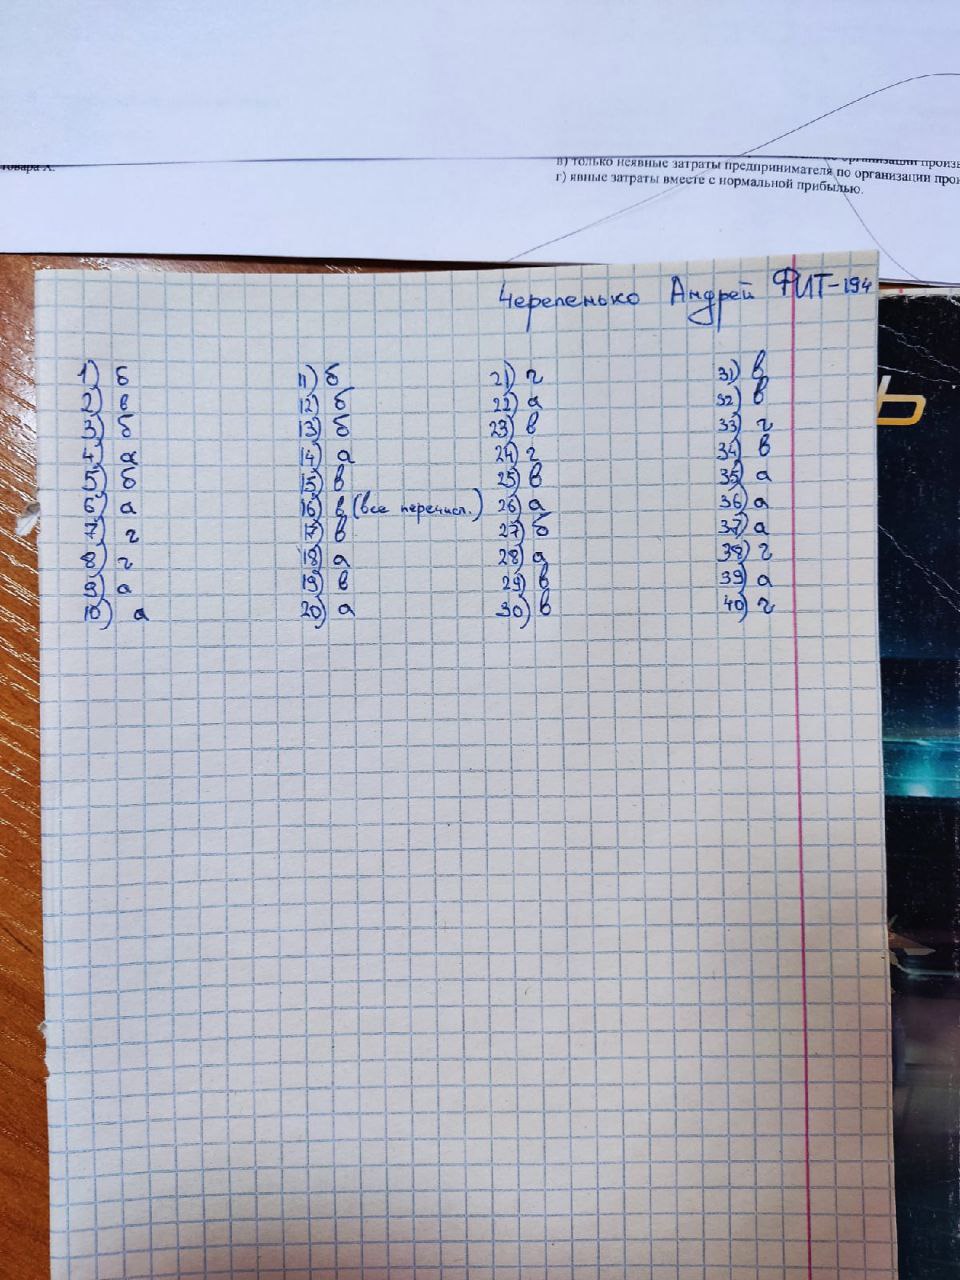 товара X.
в) только неявные затраты предпринимателя по организации произв
г) явные затраты вместе с нормальной прибылью.
Черепенько Андрей ФИТ-194
1) б
2) в
3) б
4) а
5) б
6) а
7) г
8) г
9) а
10) а
11) б
12) б
13) б
14) а
15) в
16) в (все перечисл.)
17) в
18) а
19) в
20) а
21) г
22) а
23) в
24) г
25) в
26) а
27) б
28) а
29) в
30) в
31) в
32) в
33) г
34) в
35) а
36) а
37) а
38) г
39) а
40) г